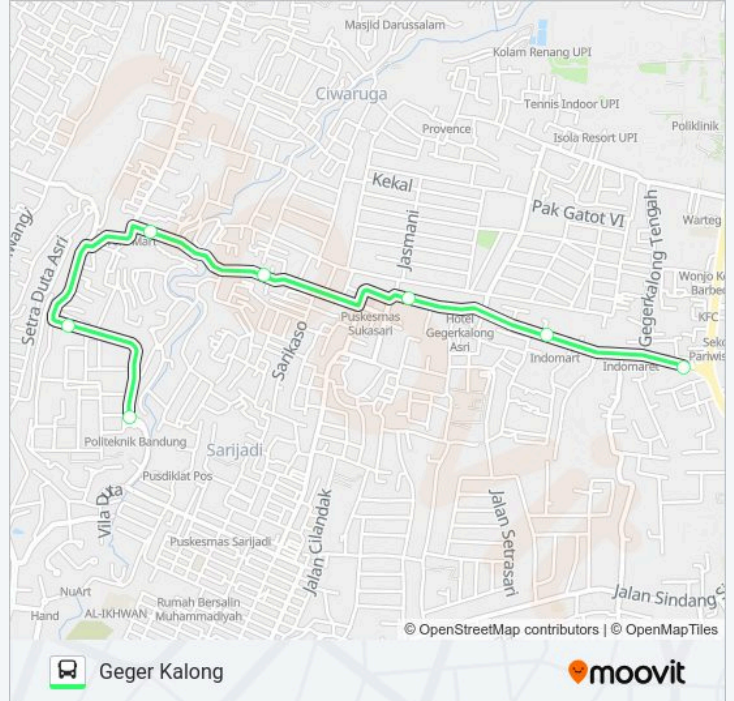 Masjid Darussalam
Kolam Renang UPI
Ciwaruga
Tennis Indoor UPI
Provence
Isola Resort UPI
Poliklinik
Kekal
Pak Gatot VI
Jasmani
Gegerkalong Tengah
Warteg
Setra Duta Asri
Wonjo
KFC
Puskesmas
Sukasari
Hotel
Gegerkalong
Asri
Indomart
Indomaret
Sarikaso
Politeknik Bandung
Sarijadi
Pusdiklat Pos
Vila Duta
Jalan Cilandak
Jalan Setrasari
Puskesmas Sarijadi
NuArt
Hand
AL-IKHWAN
Rumah Bersalin
Muhammadiyah
Jalan Sindang
© OpenStreetMap contributors | © OpenMapTiles
Geger Kalong
moovit